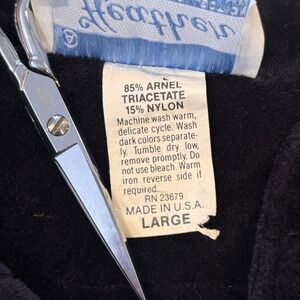 Heather
85% ARNEL
TRIACETATE
15% NYLON
Machine wash warm,
delicate cycle. Wash
dark colors separate-
ly. Tumble dry low,
remove promptly. Do
not use bleach. Warm
iron reverse side if
required.
RN 23679
MADE IN U.S.A.
LARGE